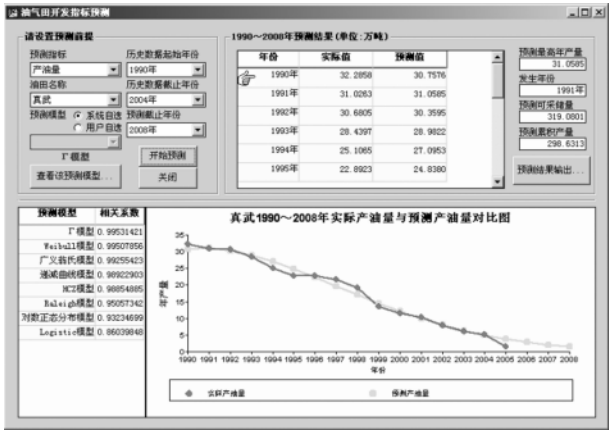 油气田开发指标预测
请设置预测前提
预测指标 历史数据起始年份
产油量 1990年
油田名称 历史数据截止年份
真武 2004年
预测模型 系统自选 预测截止年份
用户自选 2008年
Γ模型
开始预测
查看该预测模型... 关闭
1990～2008年预测结果(单位:万吨)
年份 实际值 预测值
1990年 32.2858 30.7576
1991年 31.0263 31.0585
1992年 30.6805 30.3595
1993年 28.4397 28.9822
1994年 25.1065 27.0953
1995年 22.8923 24.8380
预测最高年产量
31.0585
发生年份
1991年
预测可采储量
319.0801
预测累积产量
298.6313
预测结果输出...
预测模型 相关系数
Γ模型 0.99531421
Weibull模型 0.99507856
广义翁氏模型 0.99255423
递减曲线模型 0.98922903
HCZ模型 0.98854885
Raleigh模型 0.95057342
对数正态分布模型 0.93234699
Logistic模型 0.86039848
真武1990～2008年实际产油量与预测产油量对比图
年产量
35
30
25
20
15
10
5
0
1990 1991 1992 1993 1994 1995 1996 1997 1998 1999 2000 2001 2002 2003 2004 2005 2006 2007 2008
年份
实际产油量 预测产油量